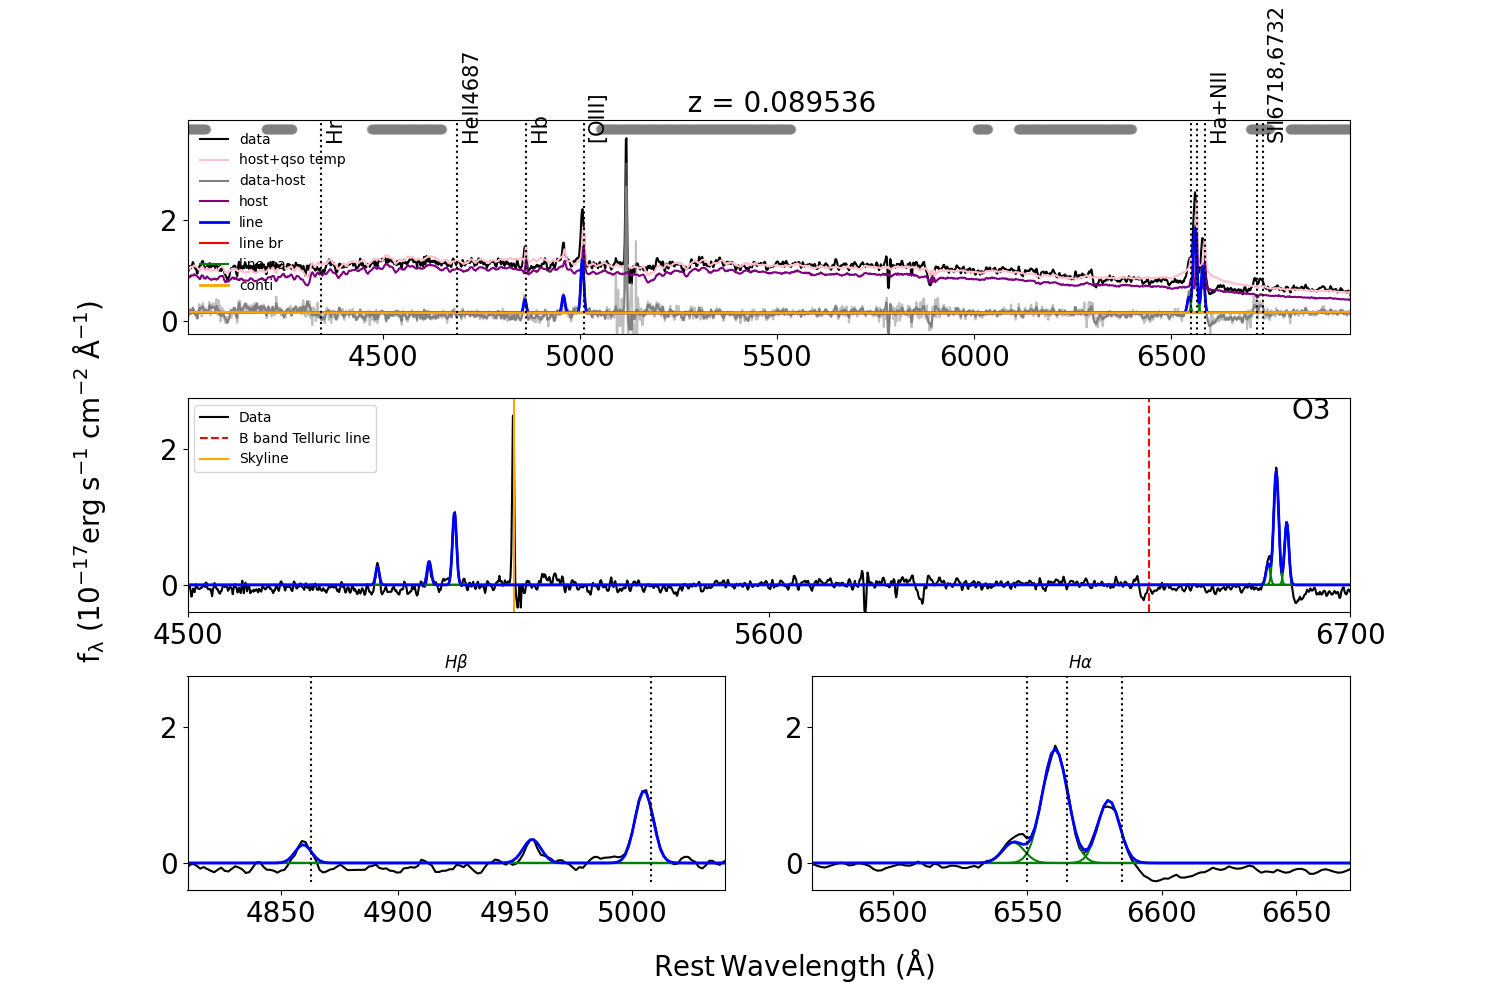 z = 0.089536
Hr
HeII4687
Hb
[OIII]
Ha+NII
SII6718,6732
data
host+qso temp
data-host
host
line
line br
conti
2
0
4500 5000 5500 6000 6500
O3
Data
B band Telluric line
Skyline
2
0
4500 5600 6700
fλ (10−17erg s−1 cm−2 Å−1)
Hβ
2
0
4850 4900 4950 5000
Hα
2
0
6500 6550 6600 6650
Rest Wavelength (Å)